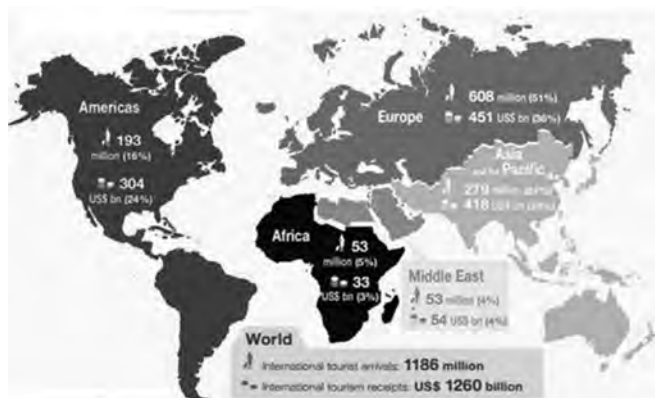 Americas
193
million (16%)
304
US$ bn (24%)
Europe
608 million (51%)
451 US$ bn (36%)
Asia
and the Pacific
279 million
418 US$ bn
Africa
53
million (5%)
33
US$ bn (3%)
Middle East
53 million (4%)
54 US$ bn (4%)
World
International tourist arrivals: 1186 million
International tourism receipts: US$ 1260 billion